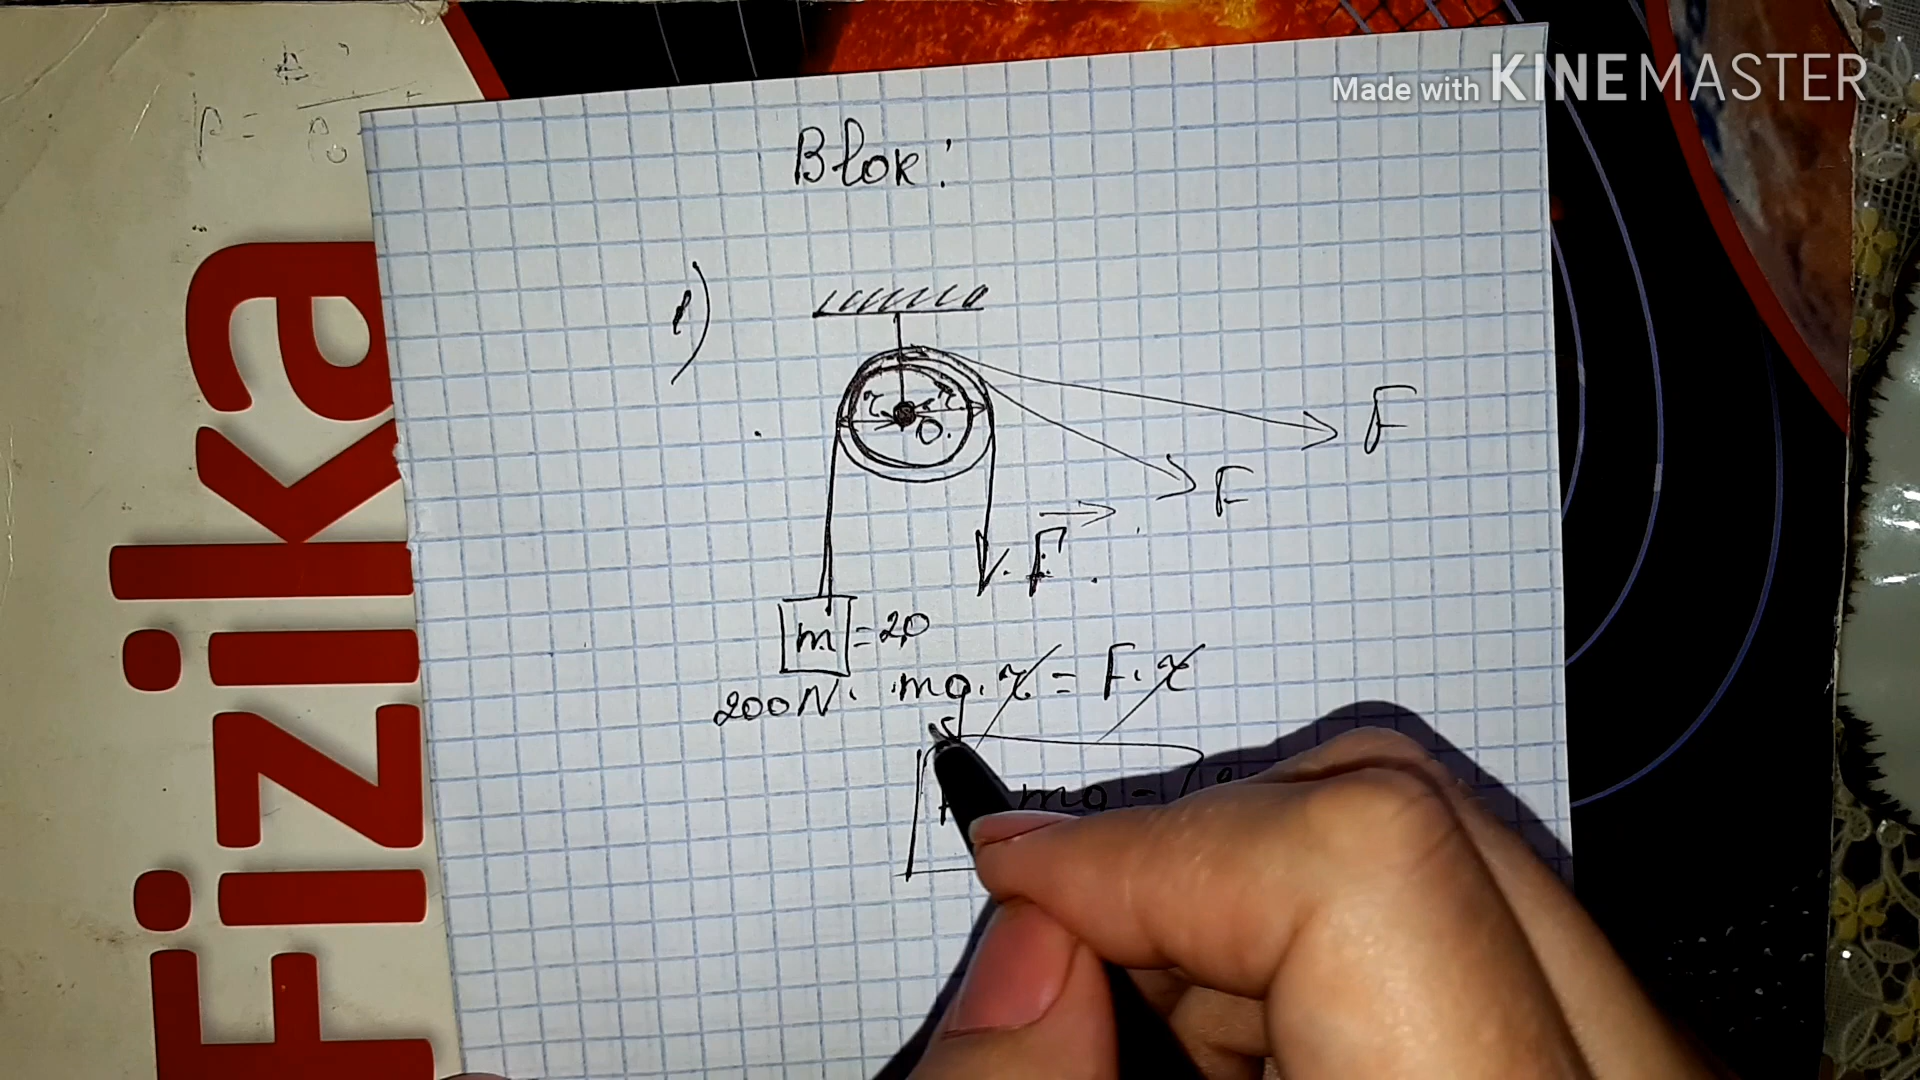 Made with KINEMASTER
Fizika
Blok:
1)
r r
O.
F
F
F
m = 20
200N. mg. r = F. r
mg =